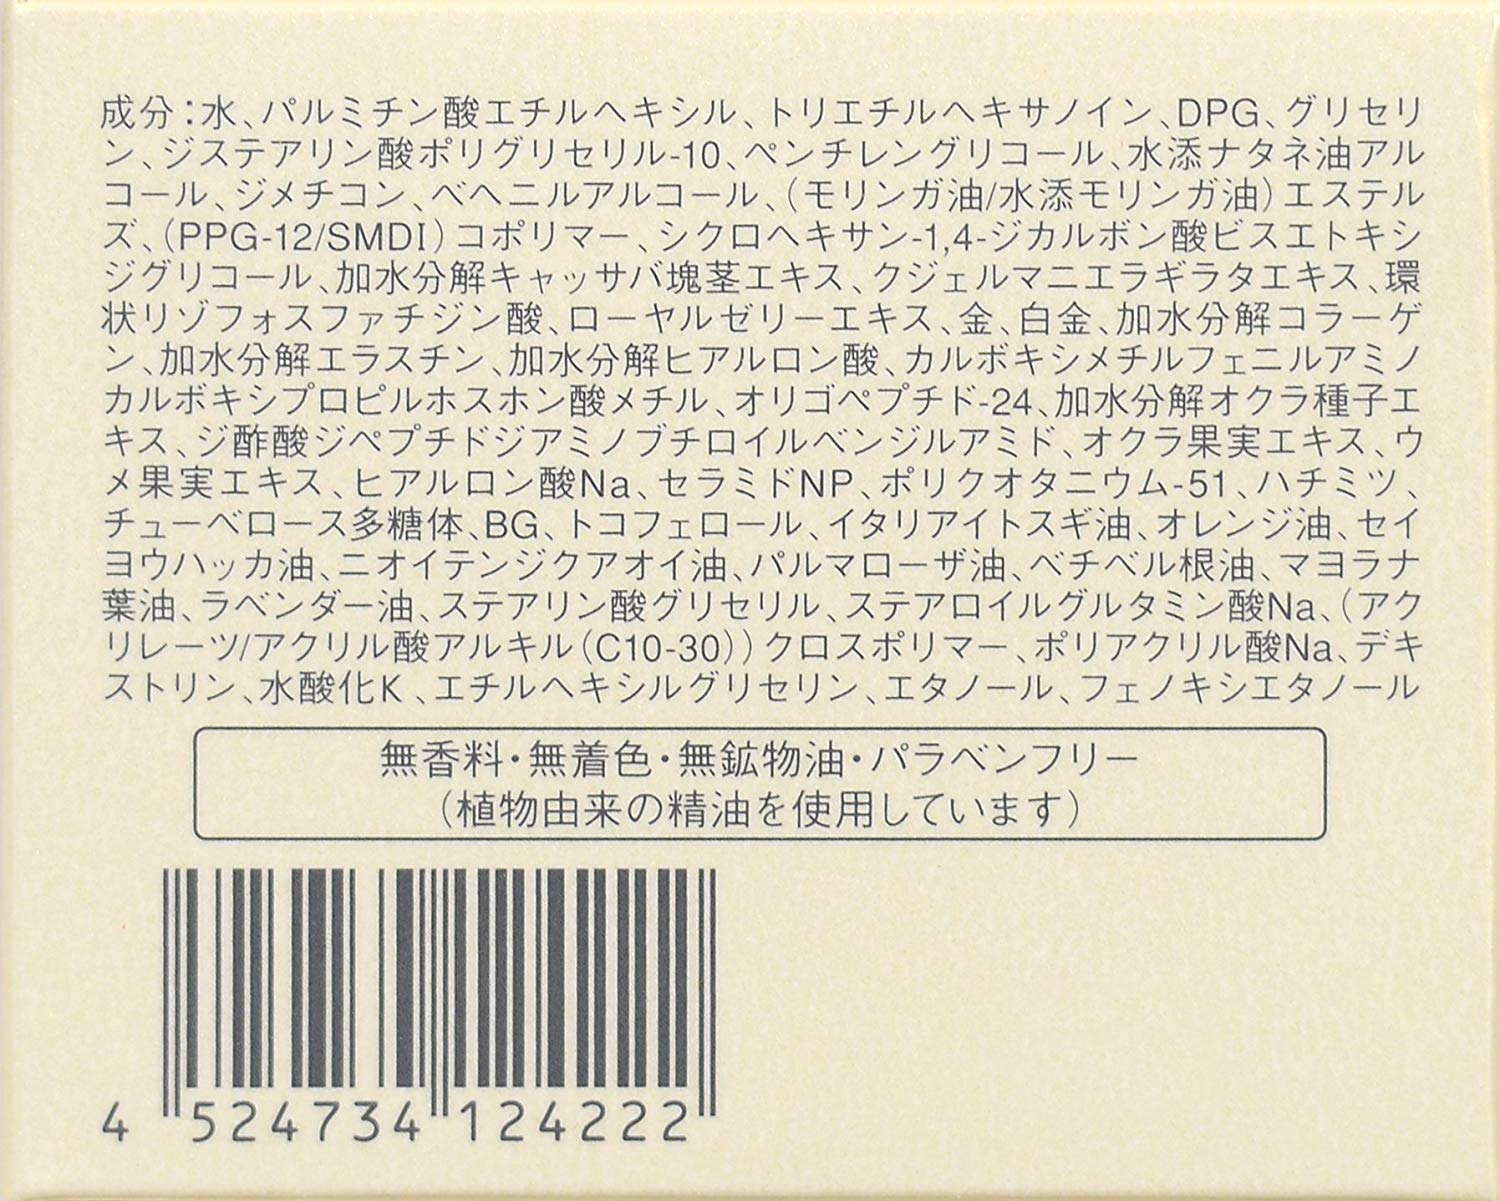 成分：水、パルミチン酸エチルヘキシル、トリエチルヘキサノイン、DPG、グリセリ
ン、ジステアリン酸ポリグリセリル-10、ペンチレングリコール、水添ナタネ油アル
コール、ジメチコン、ベヘニルアルコール、（モリンガ油/水添モリンガ油）エステル
ズ、（PPG-12/SMDI）コポリマー、シクロヘキサン-1,4-ジカルボン酸ビスエトキシ
ジグリコール、加水分解キャッサバ塊茎エキス、クジェルマニエラギラタエキス、環
状リゾフォスファチジン酸、ローヤルゼリーエキス、金、白金、加水分解コラーゲ
ン、加水分解エラスチン、加水分解ヒアルロン酸、カルボキシメチルフェニルアミノ
カルボキシプロピルホスホン酸メチル、オリゴペプチド-24、加水分解オクラ種子エ
キス、ジ酢酸ジペプチドジアミノブチロイルベンジルアミド、オクラ果実エキス、ウ
メ果実エキス、ヒアルロン酸Na、セラミドNP、ポリクオタニウム-51、ハチミツ、
チューベロース多糖体、BG、トコフェロール、イタリアイトスギ油、オレンジ油、セイ
ヨウハッカ油、ニオイテンジクアオイ油、パルマローザ油、ベチベル根油、マヨラナ
葉油、ラベンダー油、ステアリン酸グリセリル、ステアロイルグルタミン酸Na、（アク
リレーツ/アクリル酸アルキル（C10-30））クロスポリマー、ポリアクリル酸Na、デキ
ストリン、水酸化K、エチルヘキシルグリセリン、エタノール、フェノキシエタノール
無香料・無着色・無鉱物油・パラベンフリー
（植物由来の精油を使用しています）
4 524734 124222